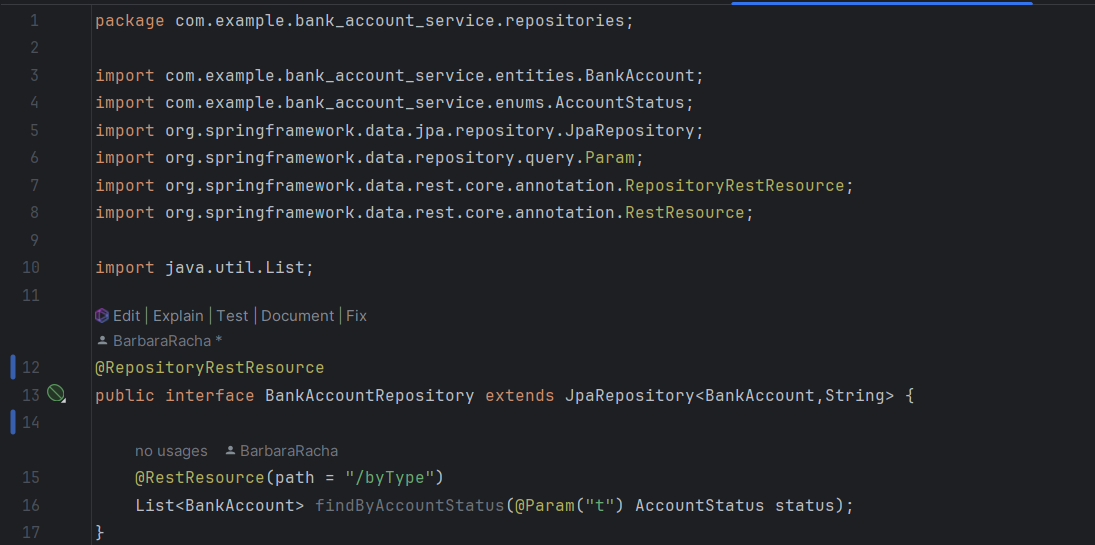 1 package com.example.bank_account_service.repositories;
2
3 import com.example.bank_account_service.entities.BankAccount;
4 import com.example.bank_account_service.enums.AccountStatus;
5 import org.springframework.data.jpa.repository.JpaRepository;
6 import org.springframework.data.repository.query.Param;
7 import org.springframework.data.rest.core.annotation.RepositoryRestResource;
8 import org.springframework.data.rest.core.annotation.RestResource;
9
10 import java.util.List;
11
Edit | Explain | Test | Document | Fix
BarbaraRacha *
12 @RepositoryRestResource
13 public interface BankAccountRepository extends JpaRepository<BankAccount,String> {
14
no usages BarbaraRacha
15 @RestResource(path = "/byType")
16 List<BankAccount> findByAccountStatus(@Param("t") AccountStatus status);
17 }